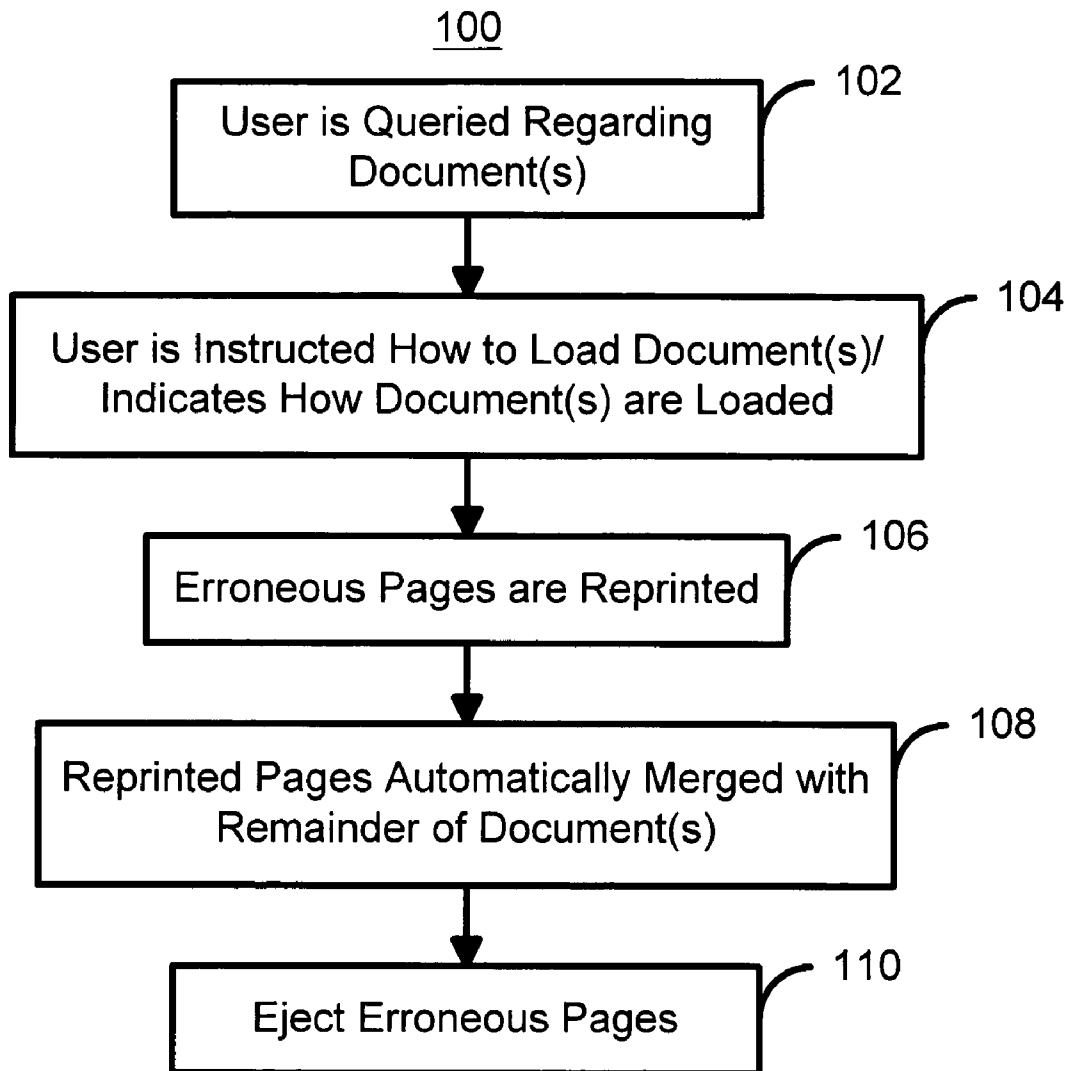 100
102
User is Queried Regarding
Document(s)
104
User is Instructed How to Load Document(s)/
Indicates How Document(s) are Loaded
106
Erroneous Pages are Reprinted
108
Reprinted Pages Automatically Merged with
Remainder of Document(s)
110
Eject Erroneous Pages